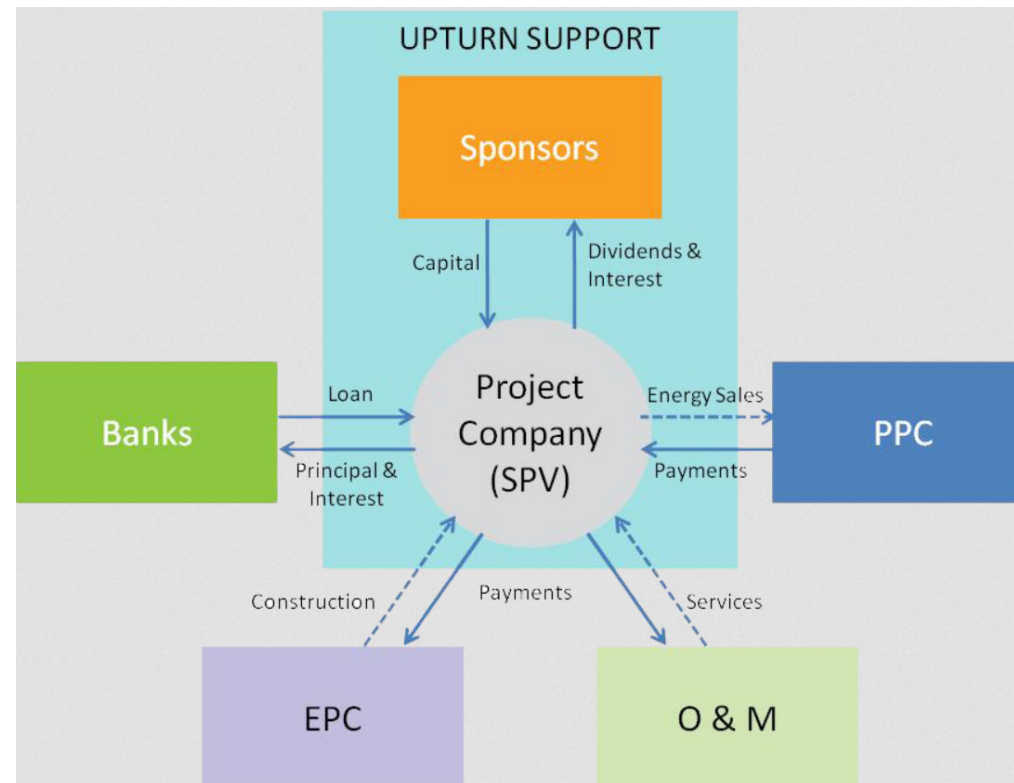 UPTURN SUPPORT
Sponsors
Capital
Dividends &
Interest
Banks
Loan
Principal &
Interest
Project
Company
(SPV)
Energy Sales
Payments
PPC
Construction
Payments
Services
EPC
O & M